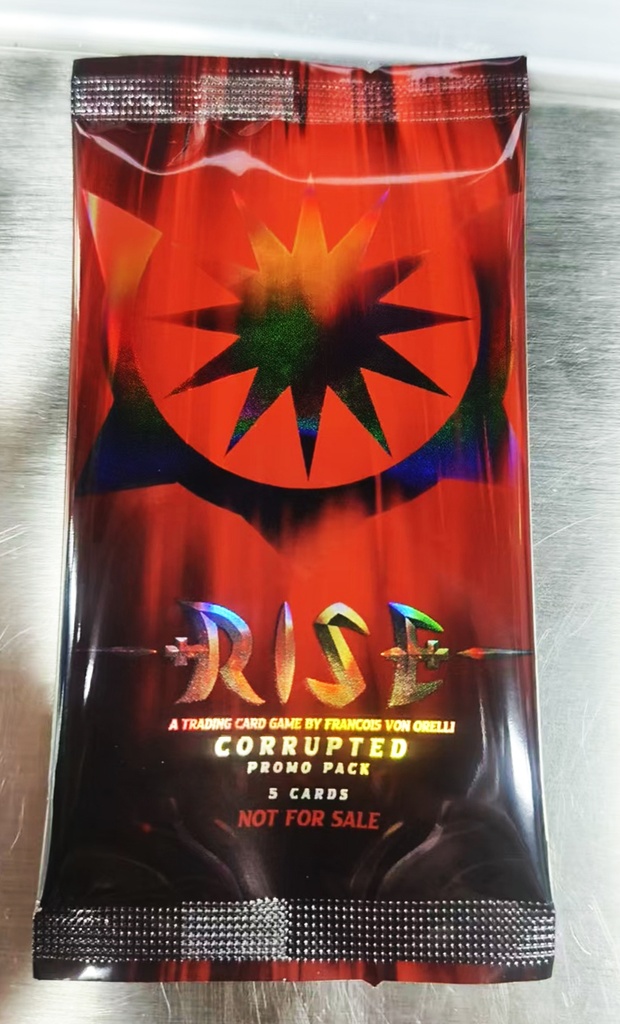 RISE
A TRADING CARD GAME BY FRANCOIS VON ORELLI
CORRUPTED
PROMO PACK
5 CARDS
NOT FOR SALE